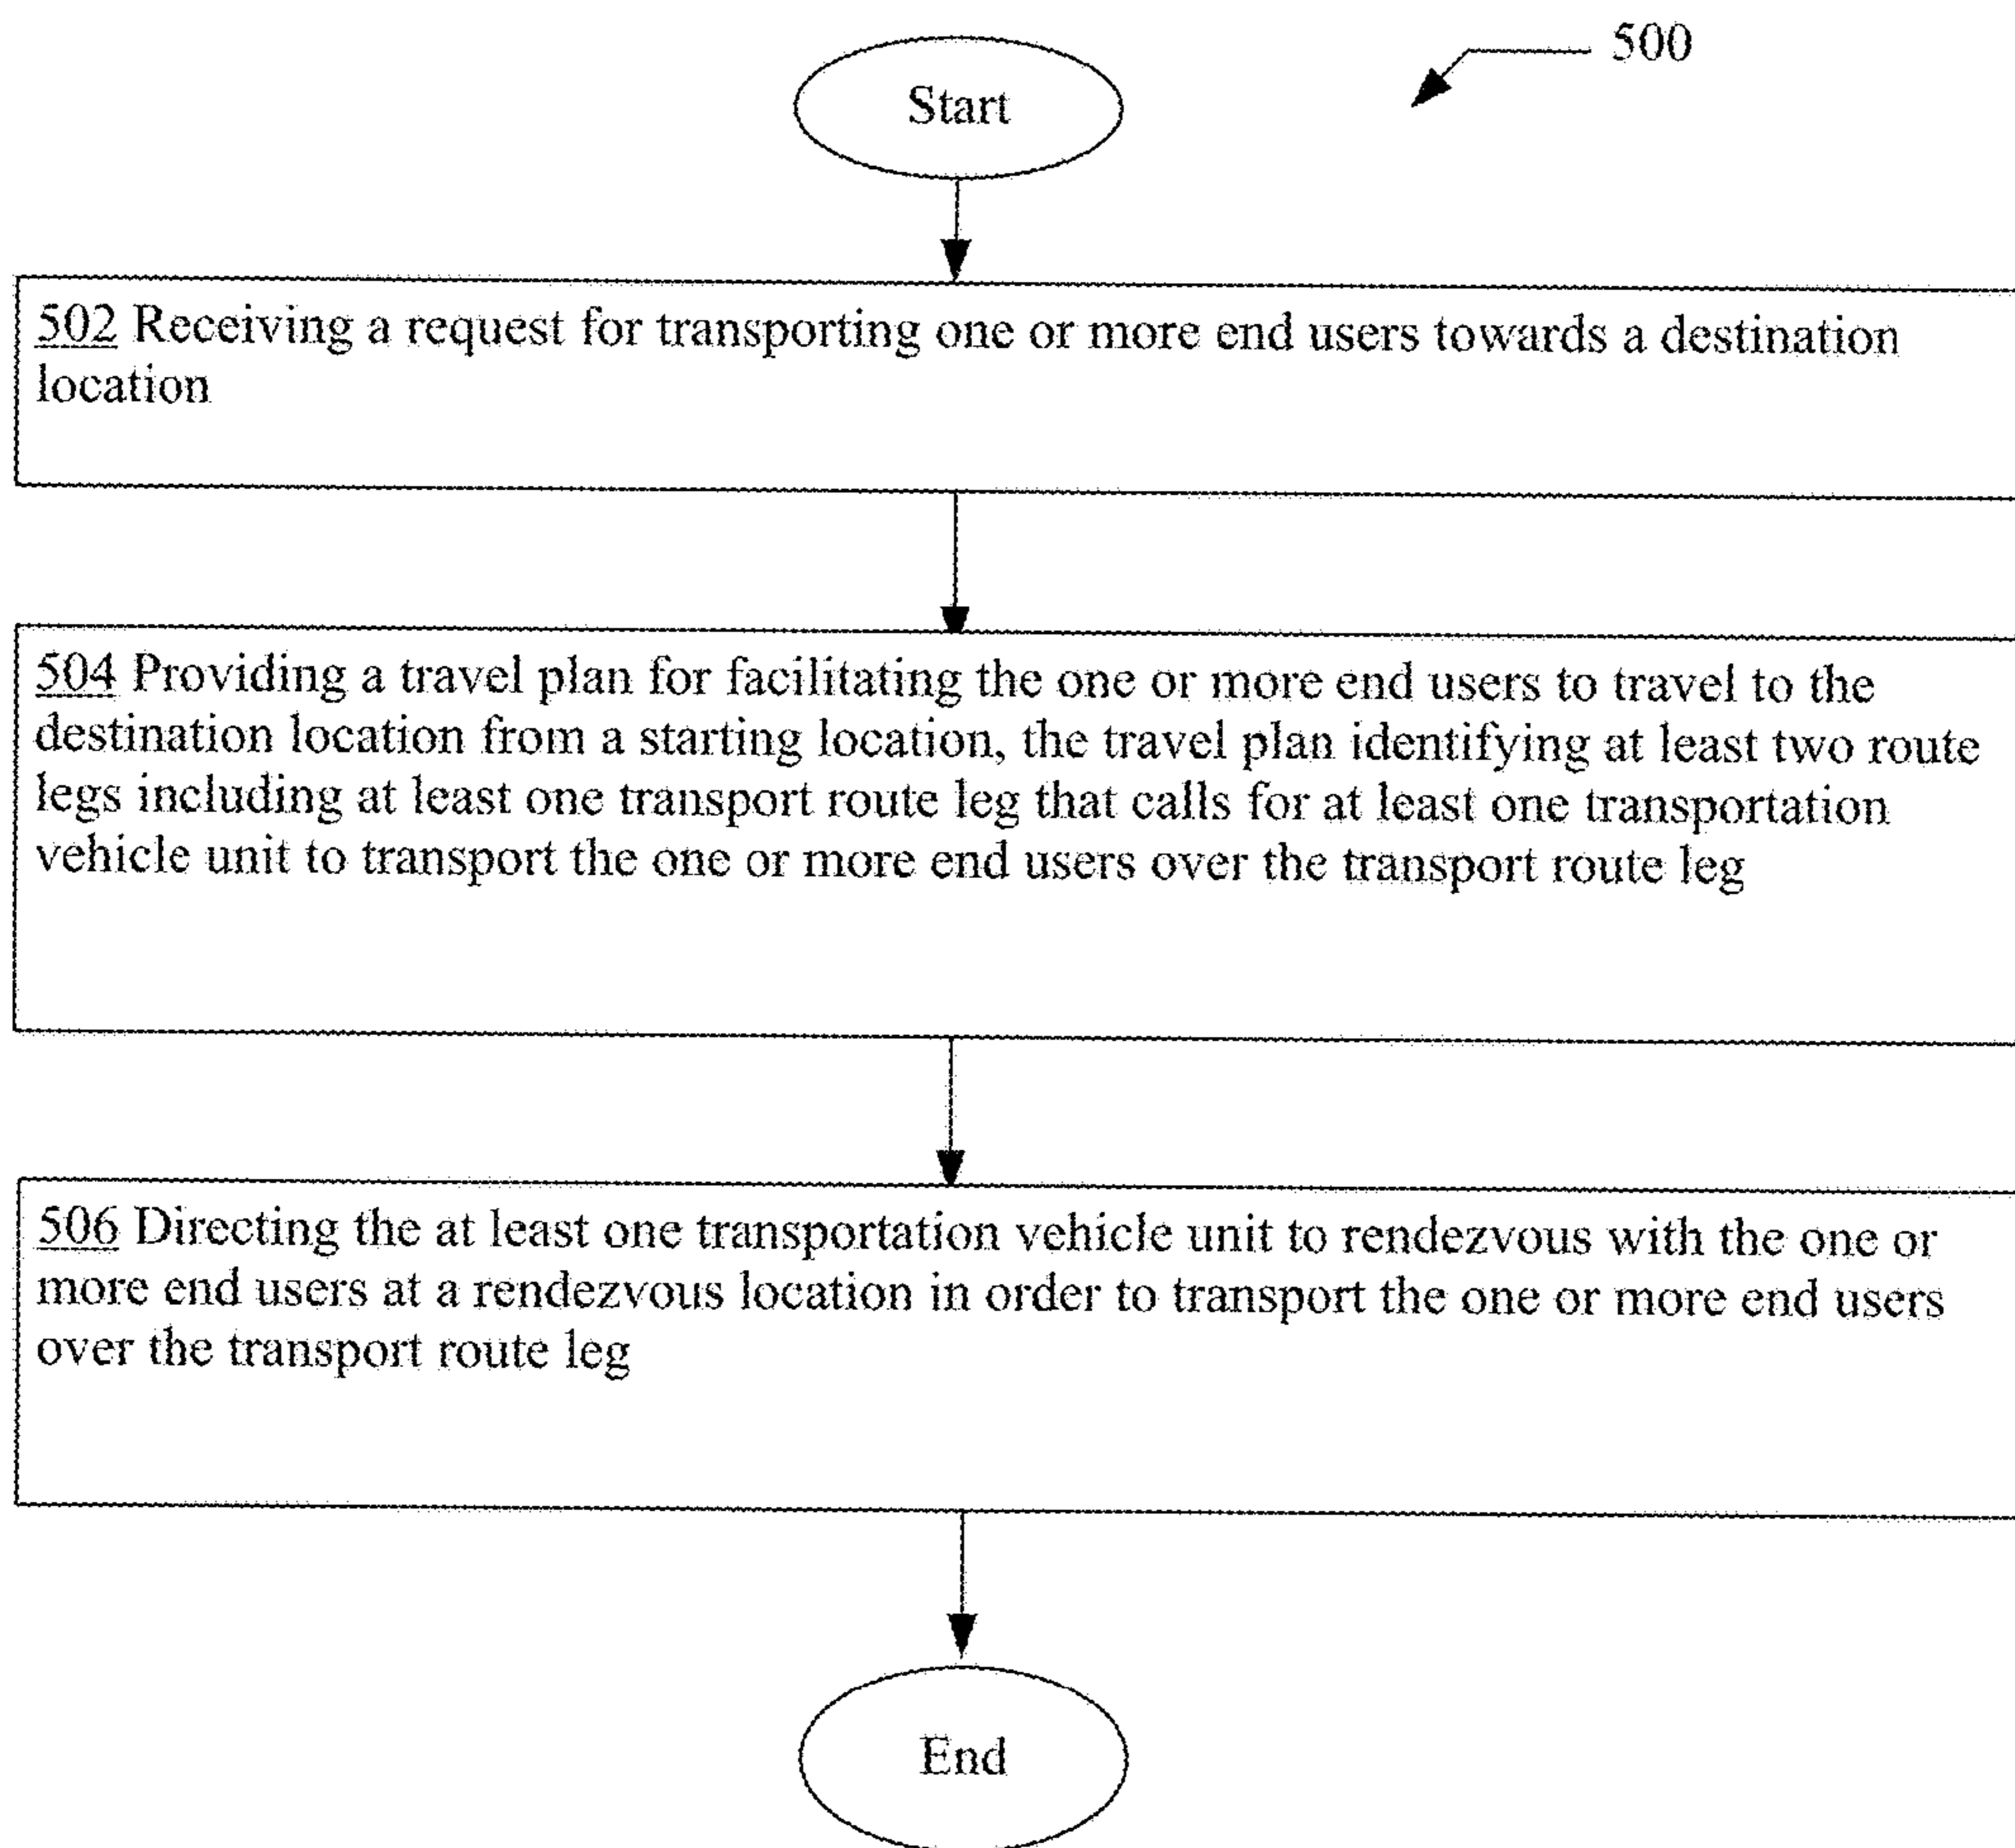 500
Start
502 Receiving a request for transporting one or more end users towards a destination
location
504 Providing a travel plan for facilitating the one or more end users to travel to the
destination location from a starting location, the travel plan identifying at least two route
legs including at least one transport route leg that calls for at least one transportation
vehicle unit to transport the one or more end users over the transport route leg
506 Directing the at least one transportation vehicle unit to rendezvous with the one or
more end users at a rendezvous location in order to transport the one or more end users
over the transport route leg
End